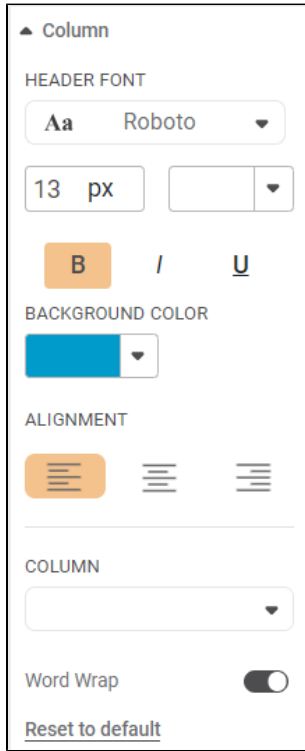 Column
HEADER FONT
Aa Roboto
13 px
B I U
BACKGROUND COLOR
ALIGNMENT
COLUMN
Word Wrap
Reset to default